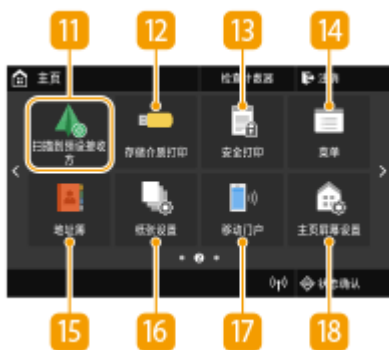 11 12 13 14
主页 检查计数器 注销
扫描到预设接收
方
存储介质打印 安全打印 菜单
地址簿 纸张设置 移动门户 主页屏幕设置
状态确认
15 16 17 18